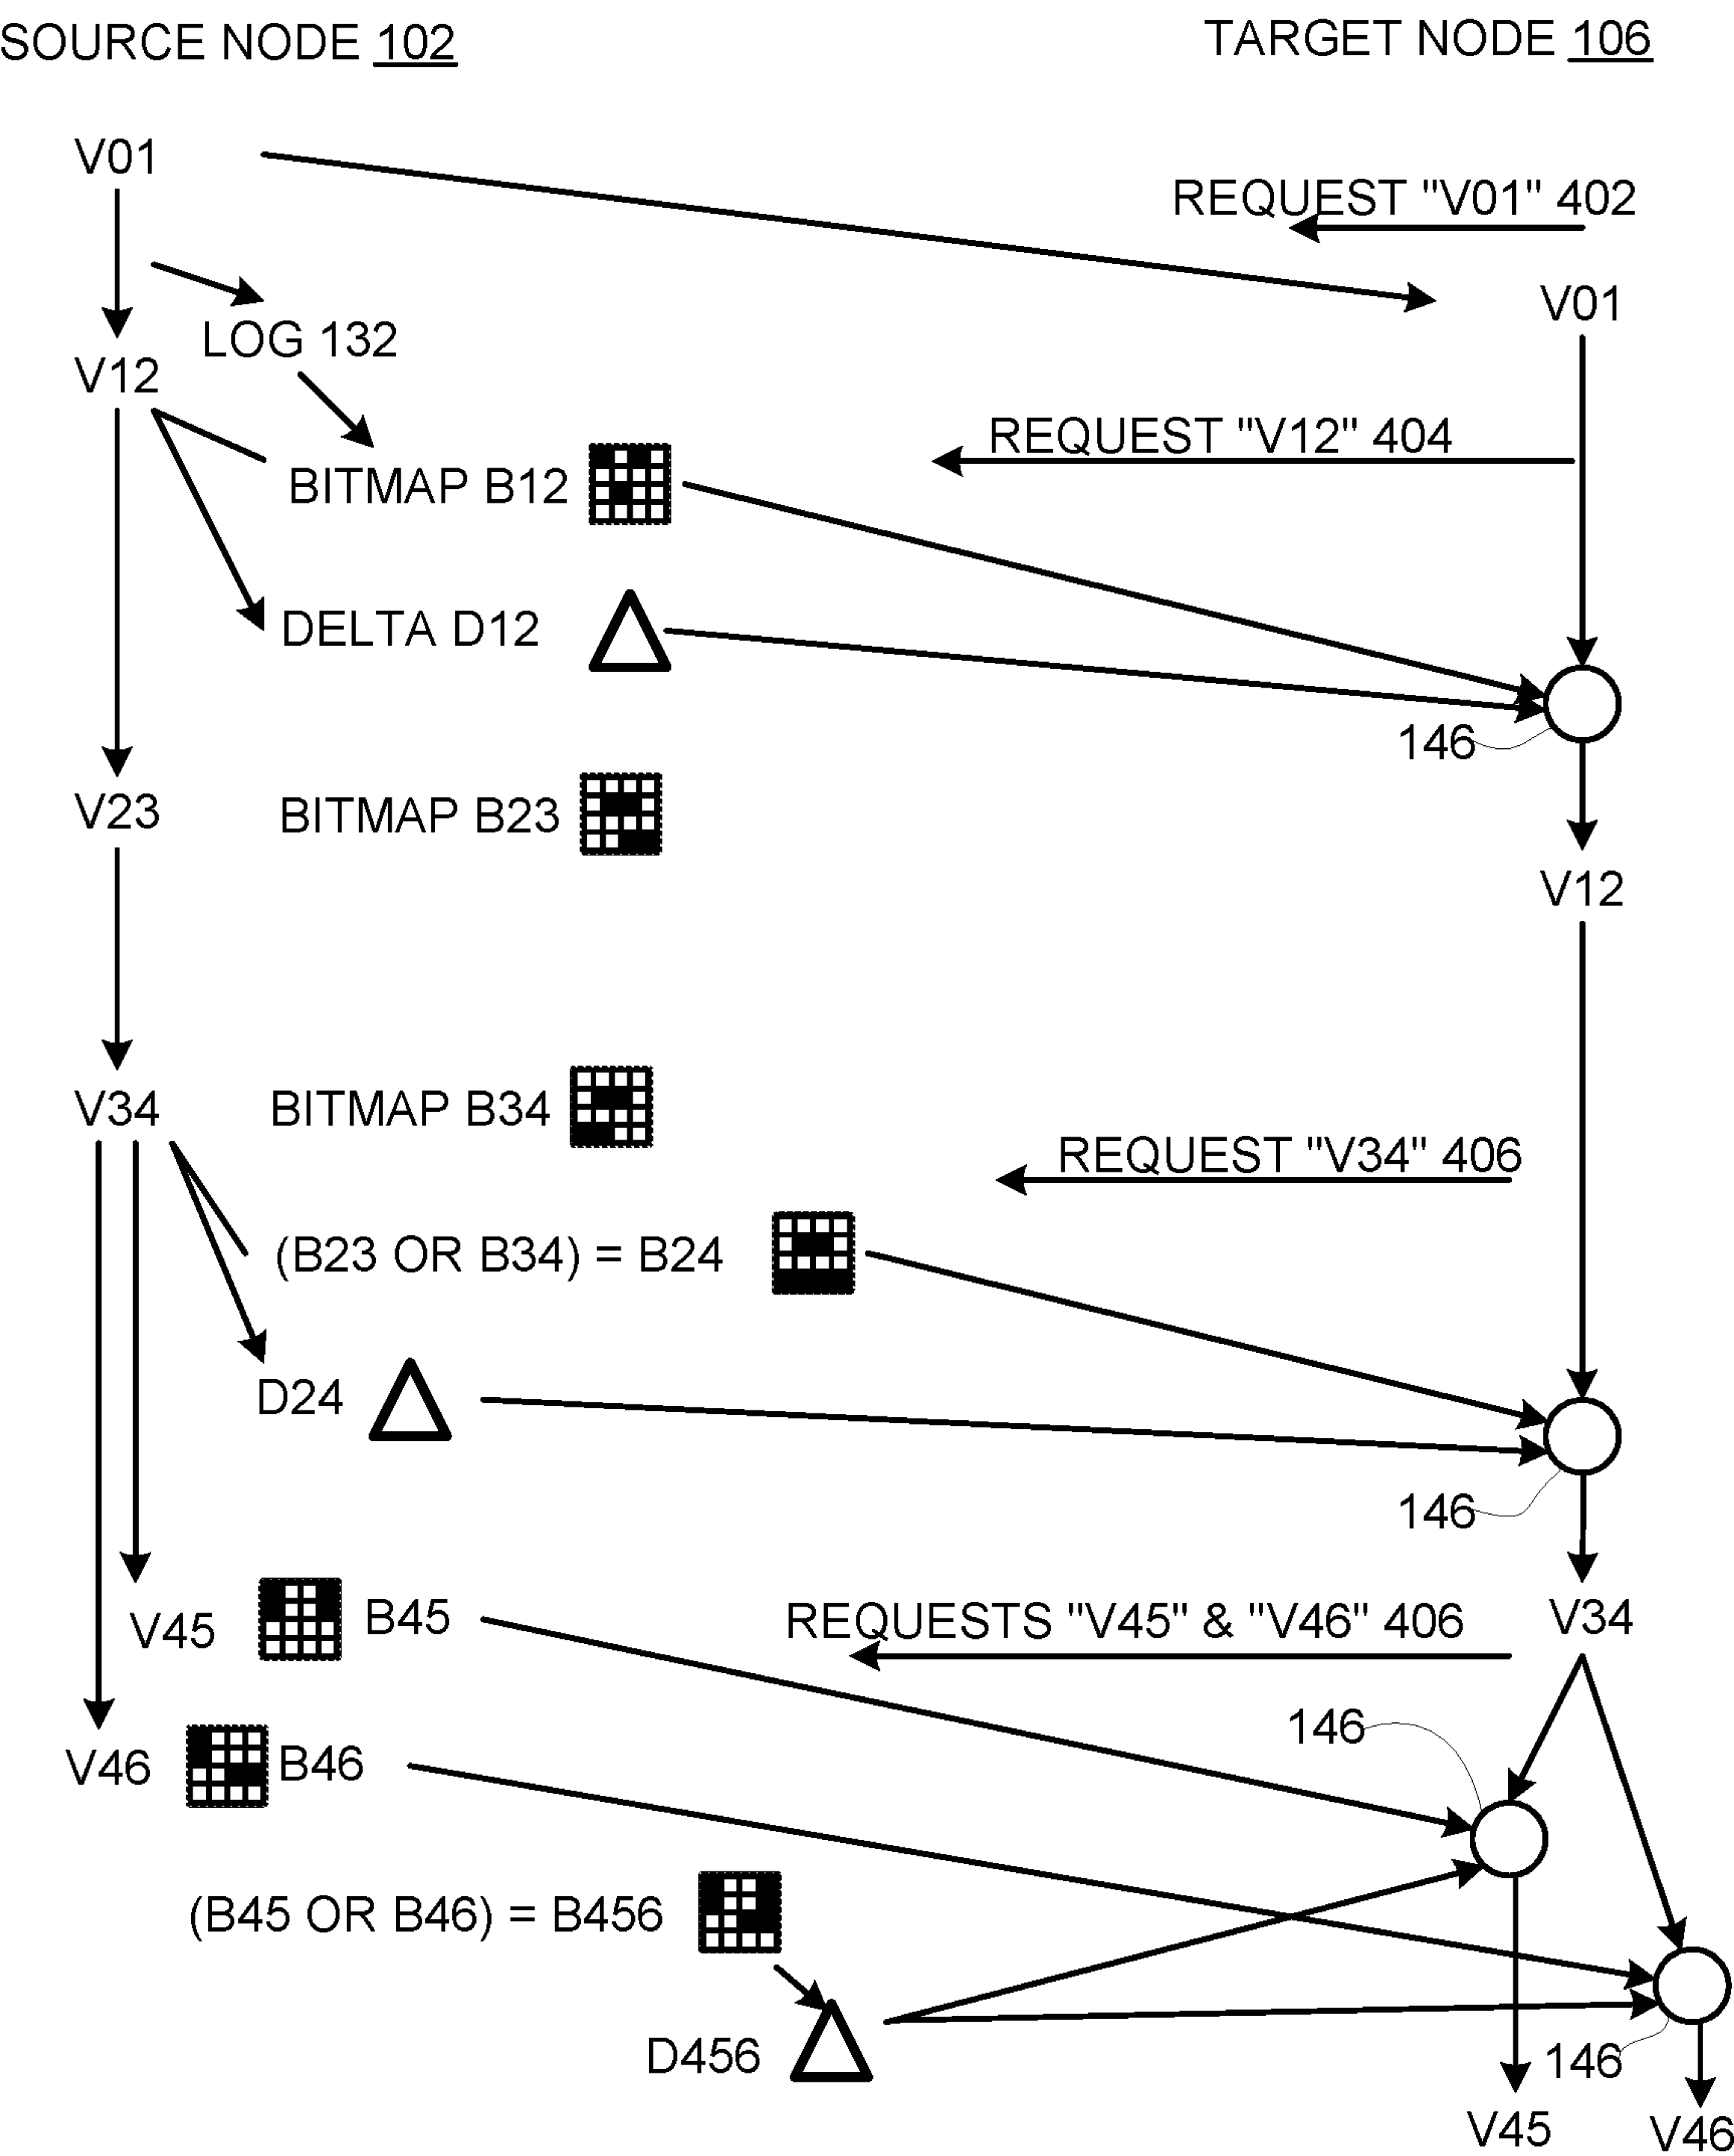 SOURCE NODE 102
TARGET NODE 106
V01
REQUEST "V01" 402
V01
LOG 132
V12
REQUEST "V12" 404
BITMAP B12
DELTA D12
146
V23
BITMAP B23
V12
V34
BITMAP B34
REQUEST "V34" 406
(B23 OR B34) = B24
D24
146
V45
B45
REQUESTS "V45" & "V46" 406
V34
146
V46
B46
(B45 OR B46) = B456
D456
146
V45
V46